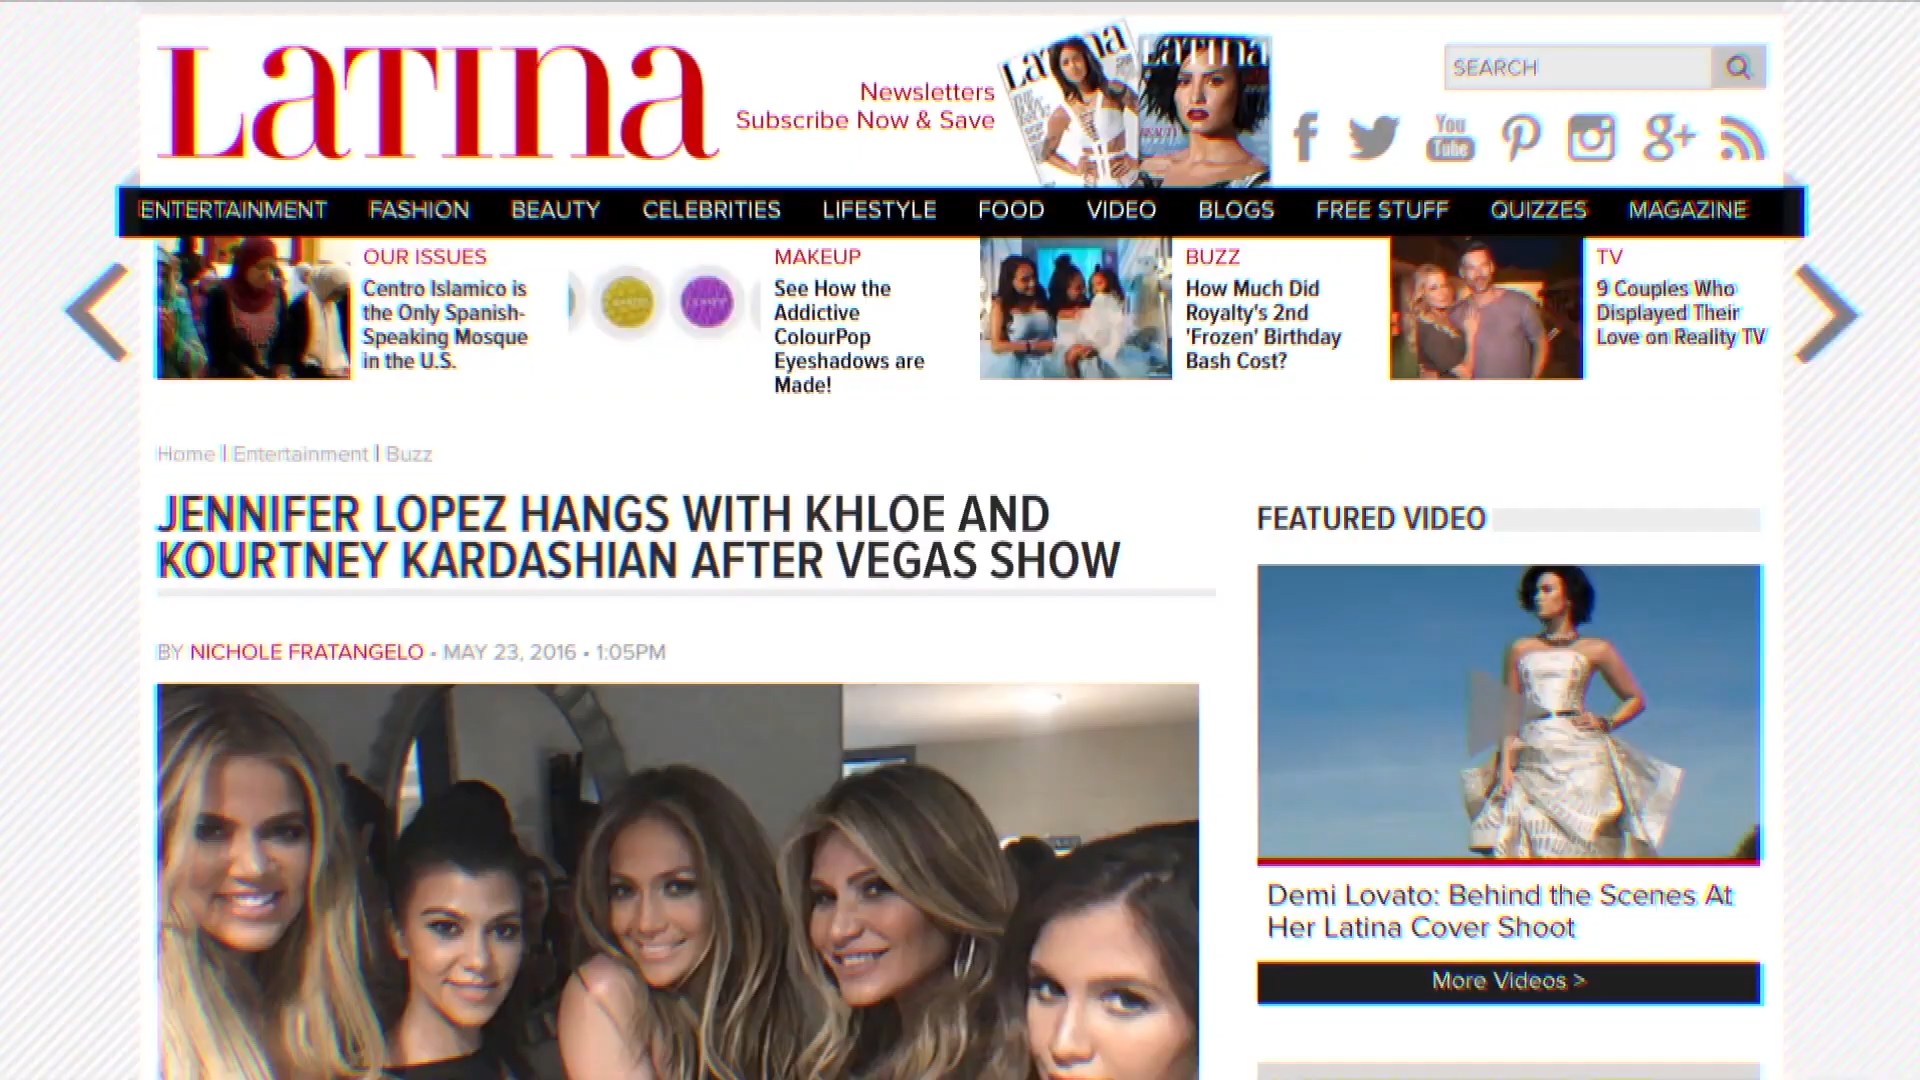 LATINA
Newsletters
Subscribe Now & Save
LATINA
LATINA
SEARCH
You
Tube
ENTERTAINMENT FASHION BEAUTY CELEBRITIES LIFESTYLE FOOD VIDEO BLOGS FREE STUFF QUIZZES MAGAZINE
OUR ISSUES
Centro Islamico is
the Only Spanish-
Speaking Mosque
in the U.S.
MAKEUP
See How the
Addictive
ColourPop
Eyeshadows are
Made!
BUZZ
How Much Did
Royalty's 2nd
'Frozen' Birthday
Bash Cost?
TV
9 Couples Who
Displayed Their
Love on Reality TV
Home | Entertainment | Buzz
JENNIFER LOPEZ HANGS WITH KHLOE AND
KOURTNEY KARDASHIAN AFTER VEGAS SHOW
BY NICHOLE FRATANGELO • MAY 23, 2016 • 1:05PM
FEATURED VIDEO
Demi Lovato: Behind the Scenes At
Her Latina Cover Shoot
More Videos >